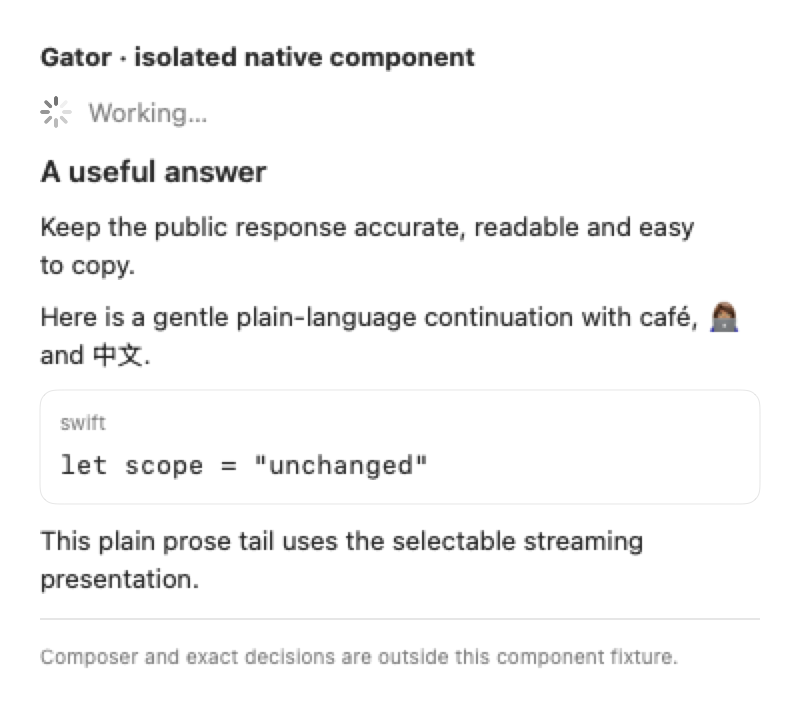 Gator · isolated native component
Working...
A useful answer
Keep the public response accurate, readable and easy
to copy.
Here is a gentle plain-language continuation with café, 👩🏽‍💻
and 中文.
swift
let scope = "unchanged"
This plain prose tail uses the selectable streaming
presentation.
Composer and exact decisions are outside this component fixture.